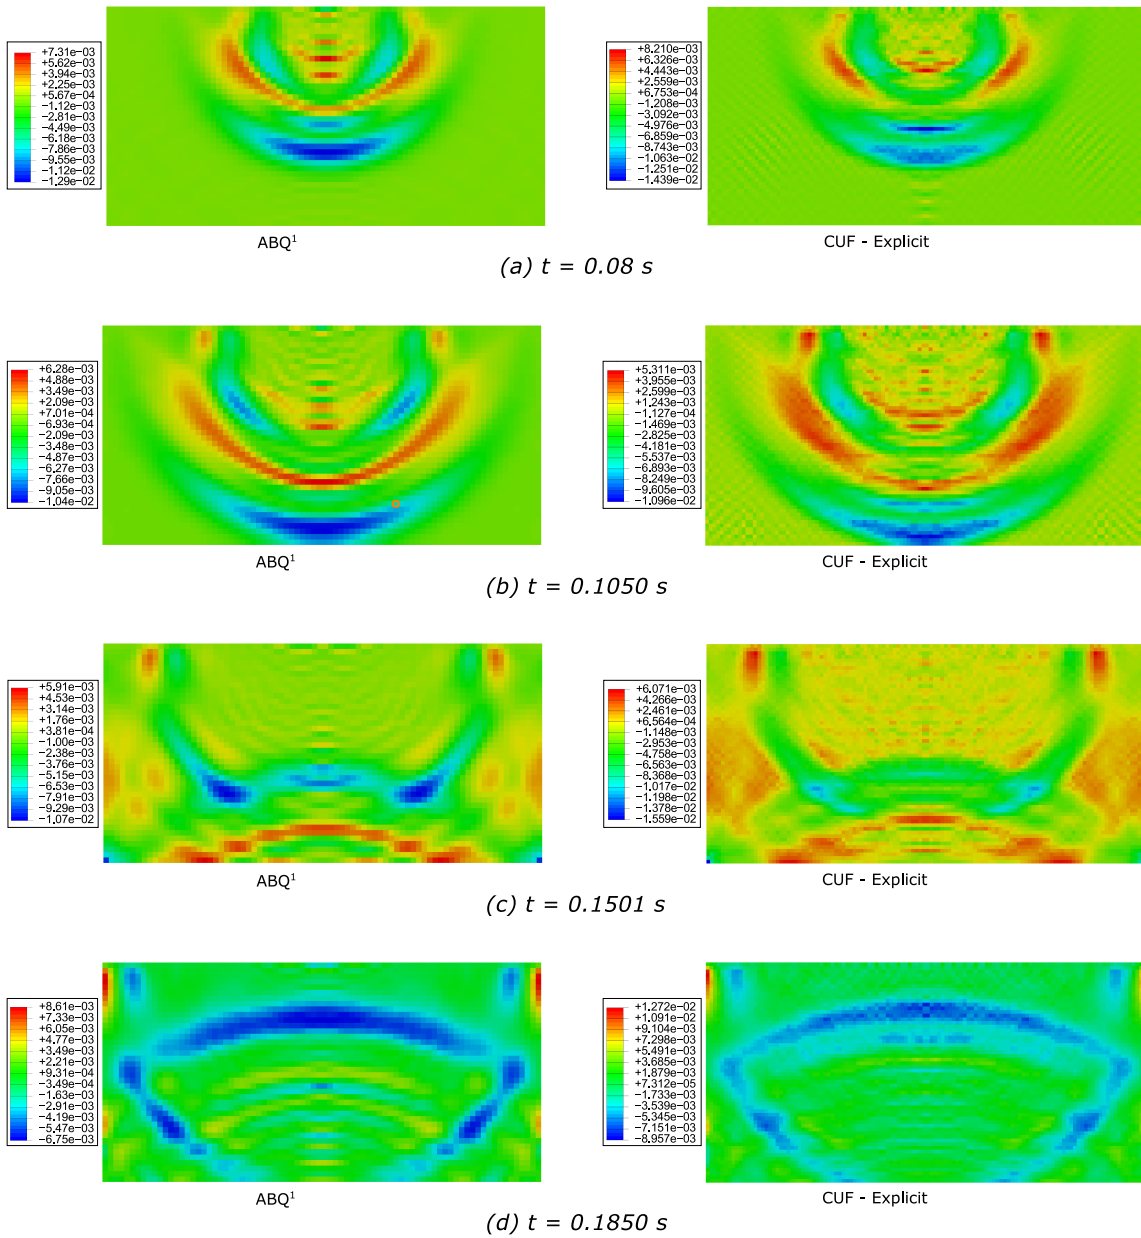 +7.31e-03
+5.62e-03
+3.94e-03
+2.25e-03
+5.67e-04
-1.12e-03
-2.81e-03
-4.49e-03
-6.18e-03
-7.86e-03
-9.55e-03
-1.12e-02
-1.29e-02
+8.210e-03
+6.326e-03
+4.443e-03
+2.559e-03
+6.753e-04
-1.208e-03
-3.092e-03
-4.976e-03
-6.859e-03
-8.743e-03
-1.063e-02
-1.251e-02
-1.439e-02
ABQ¹
CUF - Explicit
(a) t = 0.08 s
+6.28e-03
+4.88e-03
+3.49e-03
+2.09e-03
+7.01e-04
-6.93e-04
-2.09e-03
-3.48e-03
-4.87e-03
-6.27e-03
-7.66e-03
-9.05e-03
-1.04e-02
+5.311e-03
+3.955e-03
+2.599e-03
+1.243e-03
-1.127e-04
-1.469e-03
-2.825e-03
-4.181e-03
-5.537e-03
-6.893e-03
-8.249e-03
-9.605e-03
-1.096e-02
ABQ¹
CUF - Explicit
(b) t = 0.1050 s
+5.91e-03
+4.53e-03
+3.14e-03
+1.76e-03
+3.81e-04
-1.00e-03
-2.38e-03
-3.76e-03
-5.15e-03
-6.53e-03
-7.91e-03
-9.29e-03
-1.07e-02
+6.071e-03
+4.266e-03
+2.461e-03
+6.564e-04
-1.148e-03
-2.953e-03
-4.758e-03
-6.563e-03
-8.368e-03
-1.017e-02
-1.198e-02
-1.378e-02
-1.559e-02
ABQ¹
CUF - Explicit
(c) t = 0.1501 s
+8.61e-03
+7.33e-03
+6.05e-03
+4.77e-03
+3.49e-03
+2.21e-03
+9.31e-04
-3.49e-04
-1.63e-03
-2.91e-03
-4.19e-03
-5.47e-03
-6.75e-03
+1.272e-02
+1.091e-02
+9.104e-03
+7.298e-03
+5.491e-03
+3.685e-03
+1.879e-03
+7.312e-05
-1.733e-03
-3.539e-03
-5.345e-03
-7.151e-03
-8.957e-03
ABQ¹
CUF - Explicit
(d) t = 0.1850 s